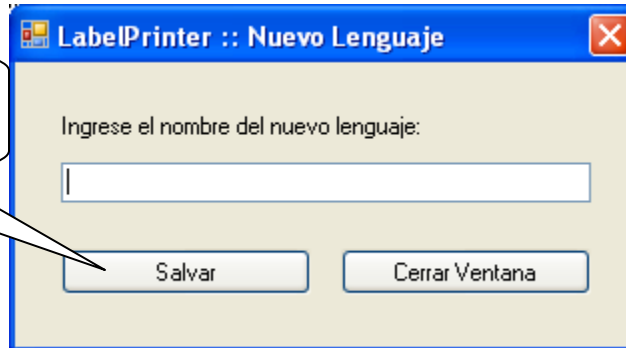 LabelPrinter :: Nuevo Lenguaje
Ingrese el nombre del nuevo lenguaje:
Salvar
Cerrar Ventana